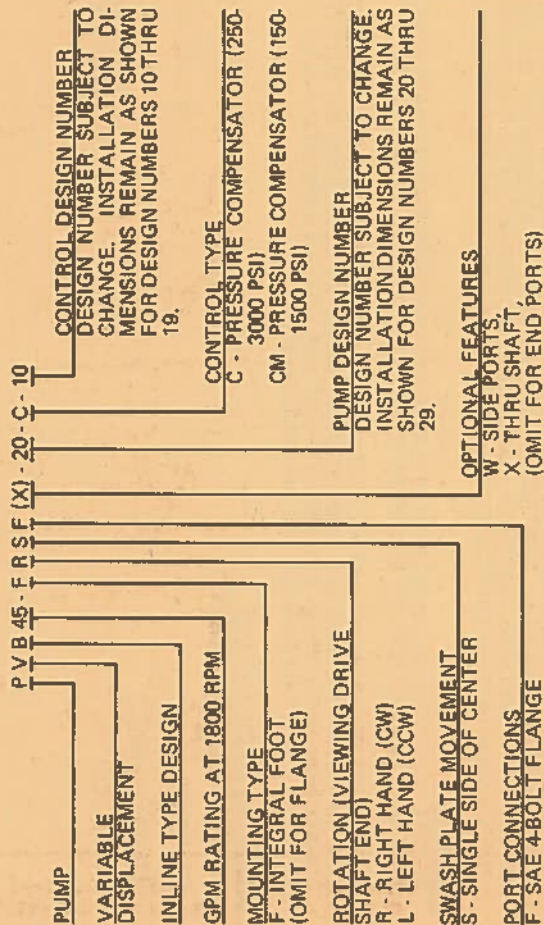 P V B 45 - F R S F (X) - 20 - C - 10
PUMP
VARIABLE
DISPLACEMENT
INLINE TYPE DESIGN
GPM RATING AT 1800 RPM
MOUNTING TYPE
F - INTEGRAL FOOT
(OMIT FOR FLANGE)
ROTATION (VIEWING DRIVE
SHAFT END)
R - RIGHT HAND (CW)
L - LEFT HAND (CCW)
SWASH PLATE MOVEMENT
S - SINGLE SIDE OF CENTER
PORT CONNECTIONS
F - SAE 4-BOLT FLANGE
CONTROL DESIGN NUMBER
DESIGN NUMBER SUBJECT TO
CHANGE. INSTALLATION DI-
MENSIONS REMAIN AS SHOWN
FOR DESIGN NUMBERS 10 THRU
19.
CONTROL TYPE
C - PRESSURE COMPENSATOR (250-
3000 PSI)
CM - PRESSURE COMPENSATOR (150-
1500 PSI)
PUMP DESIGN NUMBER
DESIGN NUMBER SUBJECT TO CHANGE.
INSTALLATION DIMENSIONS REMAIN AS
SHOWN FOR DESIGN NUMBERS 20 THRU
29.
OPTIONAL FEATURES
W - SIDE PORTS,
X - THRU SHAFT,
(OMIT FOR END PORTS)